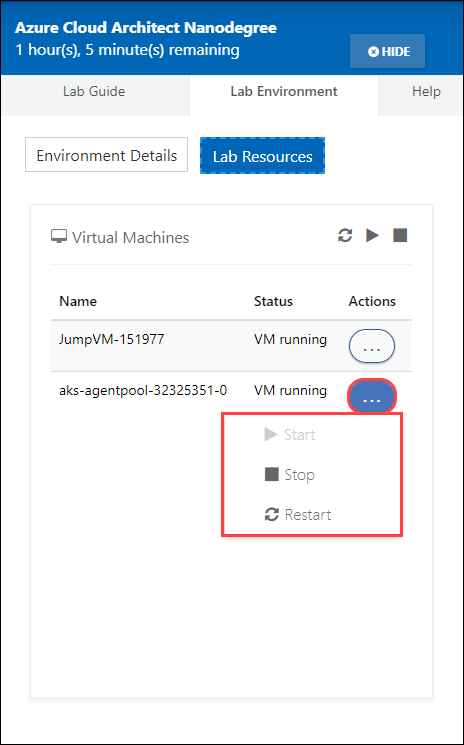 Azure Cloud Architect Nanodegree
1 hour(s), 5 minute(s) remaining
HIDE
Lab Guide
Lab Environment
Help
Environment Details
Lab Resources
Virtual Machines
Name Status Actions
JumpVM-151977 VM running ...
aks-agentpool-32325351-0 VM running ...
Start
Stop
Restart